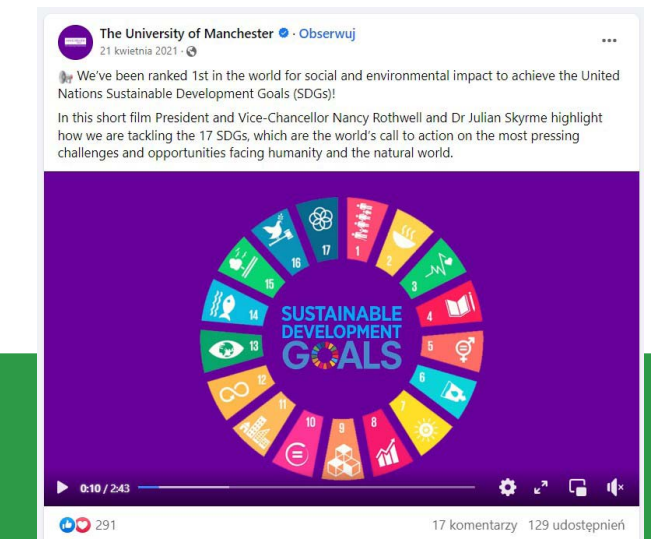 The University of Manchester · Obserwuj
21 kwietnia 2021 ·
We've been ranked 1st in the world for social and environmental impact to achieve the United
Nations Sustainable Development Goals (SDGs)!
In this short film President and Vice-Chancellor Nancy Rothwell and Dr Julian Skyrme highlight
how we are tackling the 17 SDGs, which are the world's call to action on the most pressing
challenges and opportunities facing humanity and the natural world.
1
2
3
4
5
6
7
8
9
10
11
12
13
14
15
16
17
SUSTAINABLE
DEVELOPMENT
GOALS
0:10 / 2:43
291
17 komentarzy 129 udostępnień